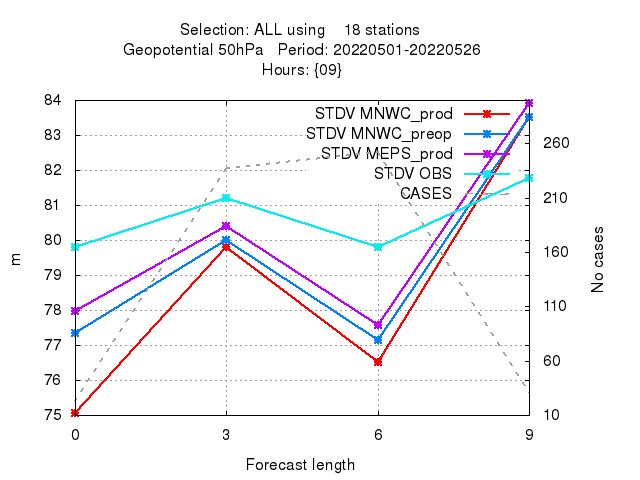 Selection: ALL using 18 stations
Geopotential 50hPa Period: 20220501-20220526
Hours: {09}
STDV MNWC_prod
STDV MNWC_preop
STDV MEPS_prod
STDV OBS
CASES
84
83
82
81
80
79
78
77
76
75
m
260
210
160
110
60
10
No cases
0 3 6 9
Forecast length